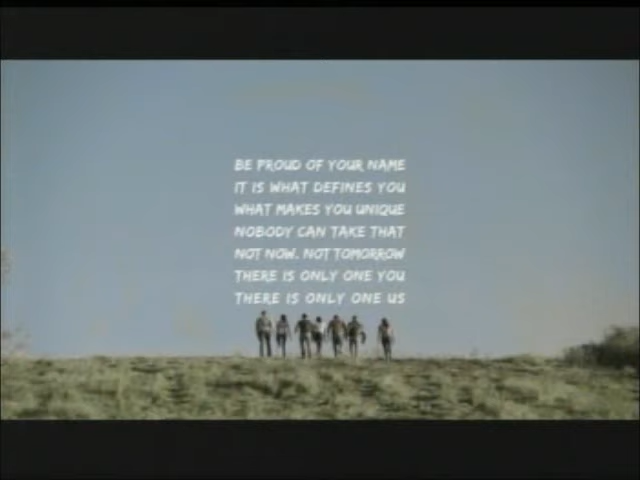 BE PROUD OF YOUR NAME
IT IS WHAT DEFINES YOU
WHAT MAKES YOU UNIQUE
NOBODY CAN TAKE THAT
NOT NOW. NOT TOMORROW
THERE IS ONLY ONE YOU
THERE IS ONLY ONE US